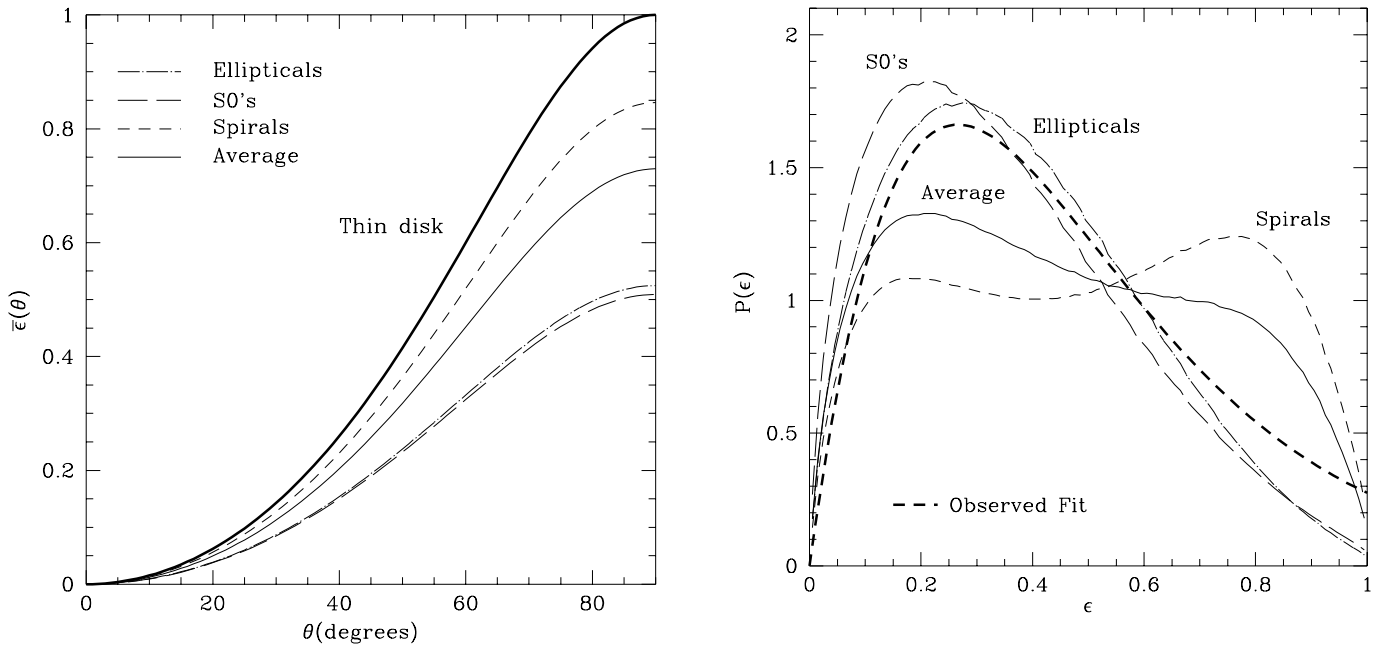 1
0.8
0.6
0.4
0.2
0
ε̅(θ)
Ellipticals
S0's
Spirals
Average
Thin disk
0 20 40 60 80
θ(degrees)
2
1.5
1
0.5
0
P(ϵ)
S0's
Ellipticals
Average
Spirals
Observed Fit
0 0.2 0.4 0.6 0.8 1
ϵ